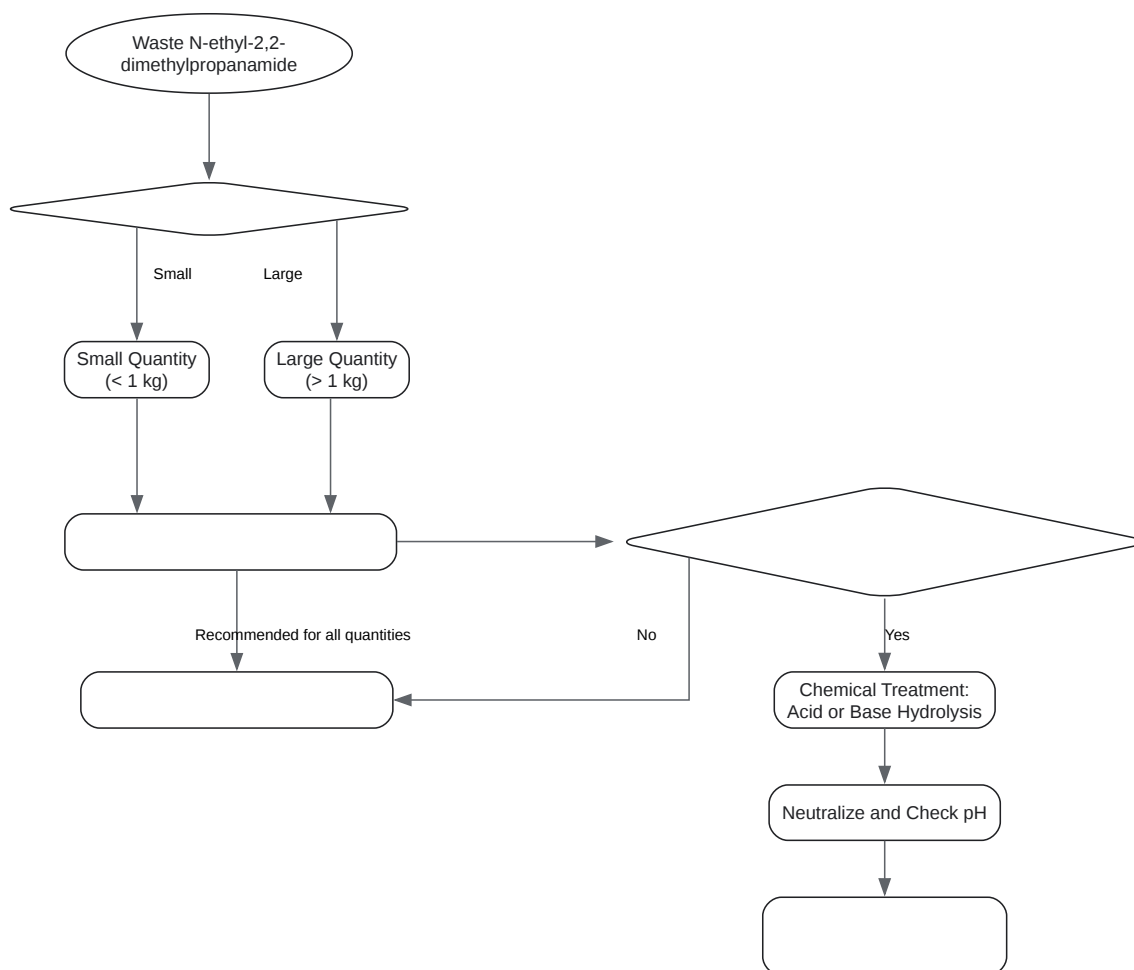 Waste N-ethyl-2,2-
dimethylpropanamide
Small
Large
Small Quantity
(< 1 kg)
Large Quantity
(> 1 kg)
Recommended for all quantities
No
Yes
Chemical Treatment:
Acid or Base Hydrolysis
Neutralize and Check pH